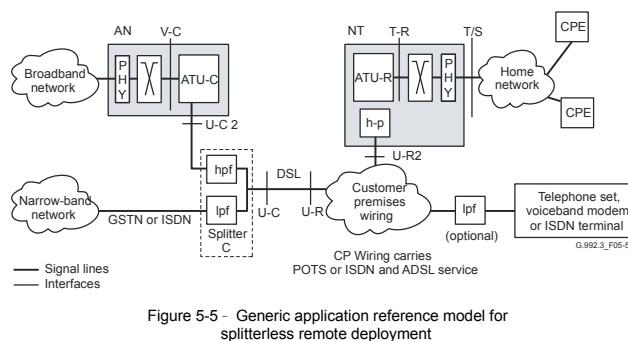 AN
V-C
NT
T-R
T/S
CPE
Broadband
network
PHY
ATU-C
ATU-R
PHY
Home
network
CPE
h-p
U-C 2
U-R2
hpf
DSL
Narrow-band
network
GSTN or ISDN
lpf
U-C
U-R
Customer
premises
wiring
lpf
(optional)
Telephone set,
voiceband modem
or ISDN terminal
Splitter
C
G.992.3_F05-5
CP Wiring carries
POTS or ISDN and ADSL service
Signal lines
Interfaces
Figure 5-5 - Generic application reference model for
splitterless remote deployment